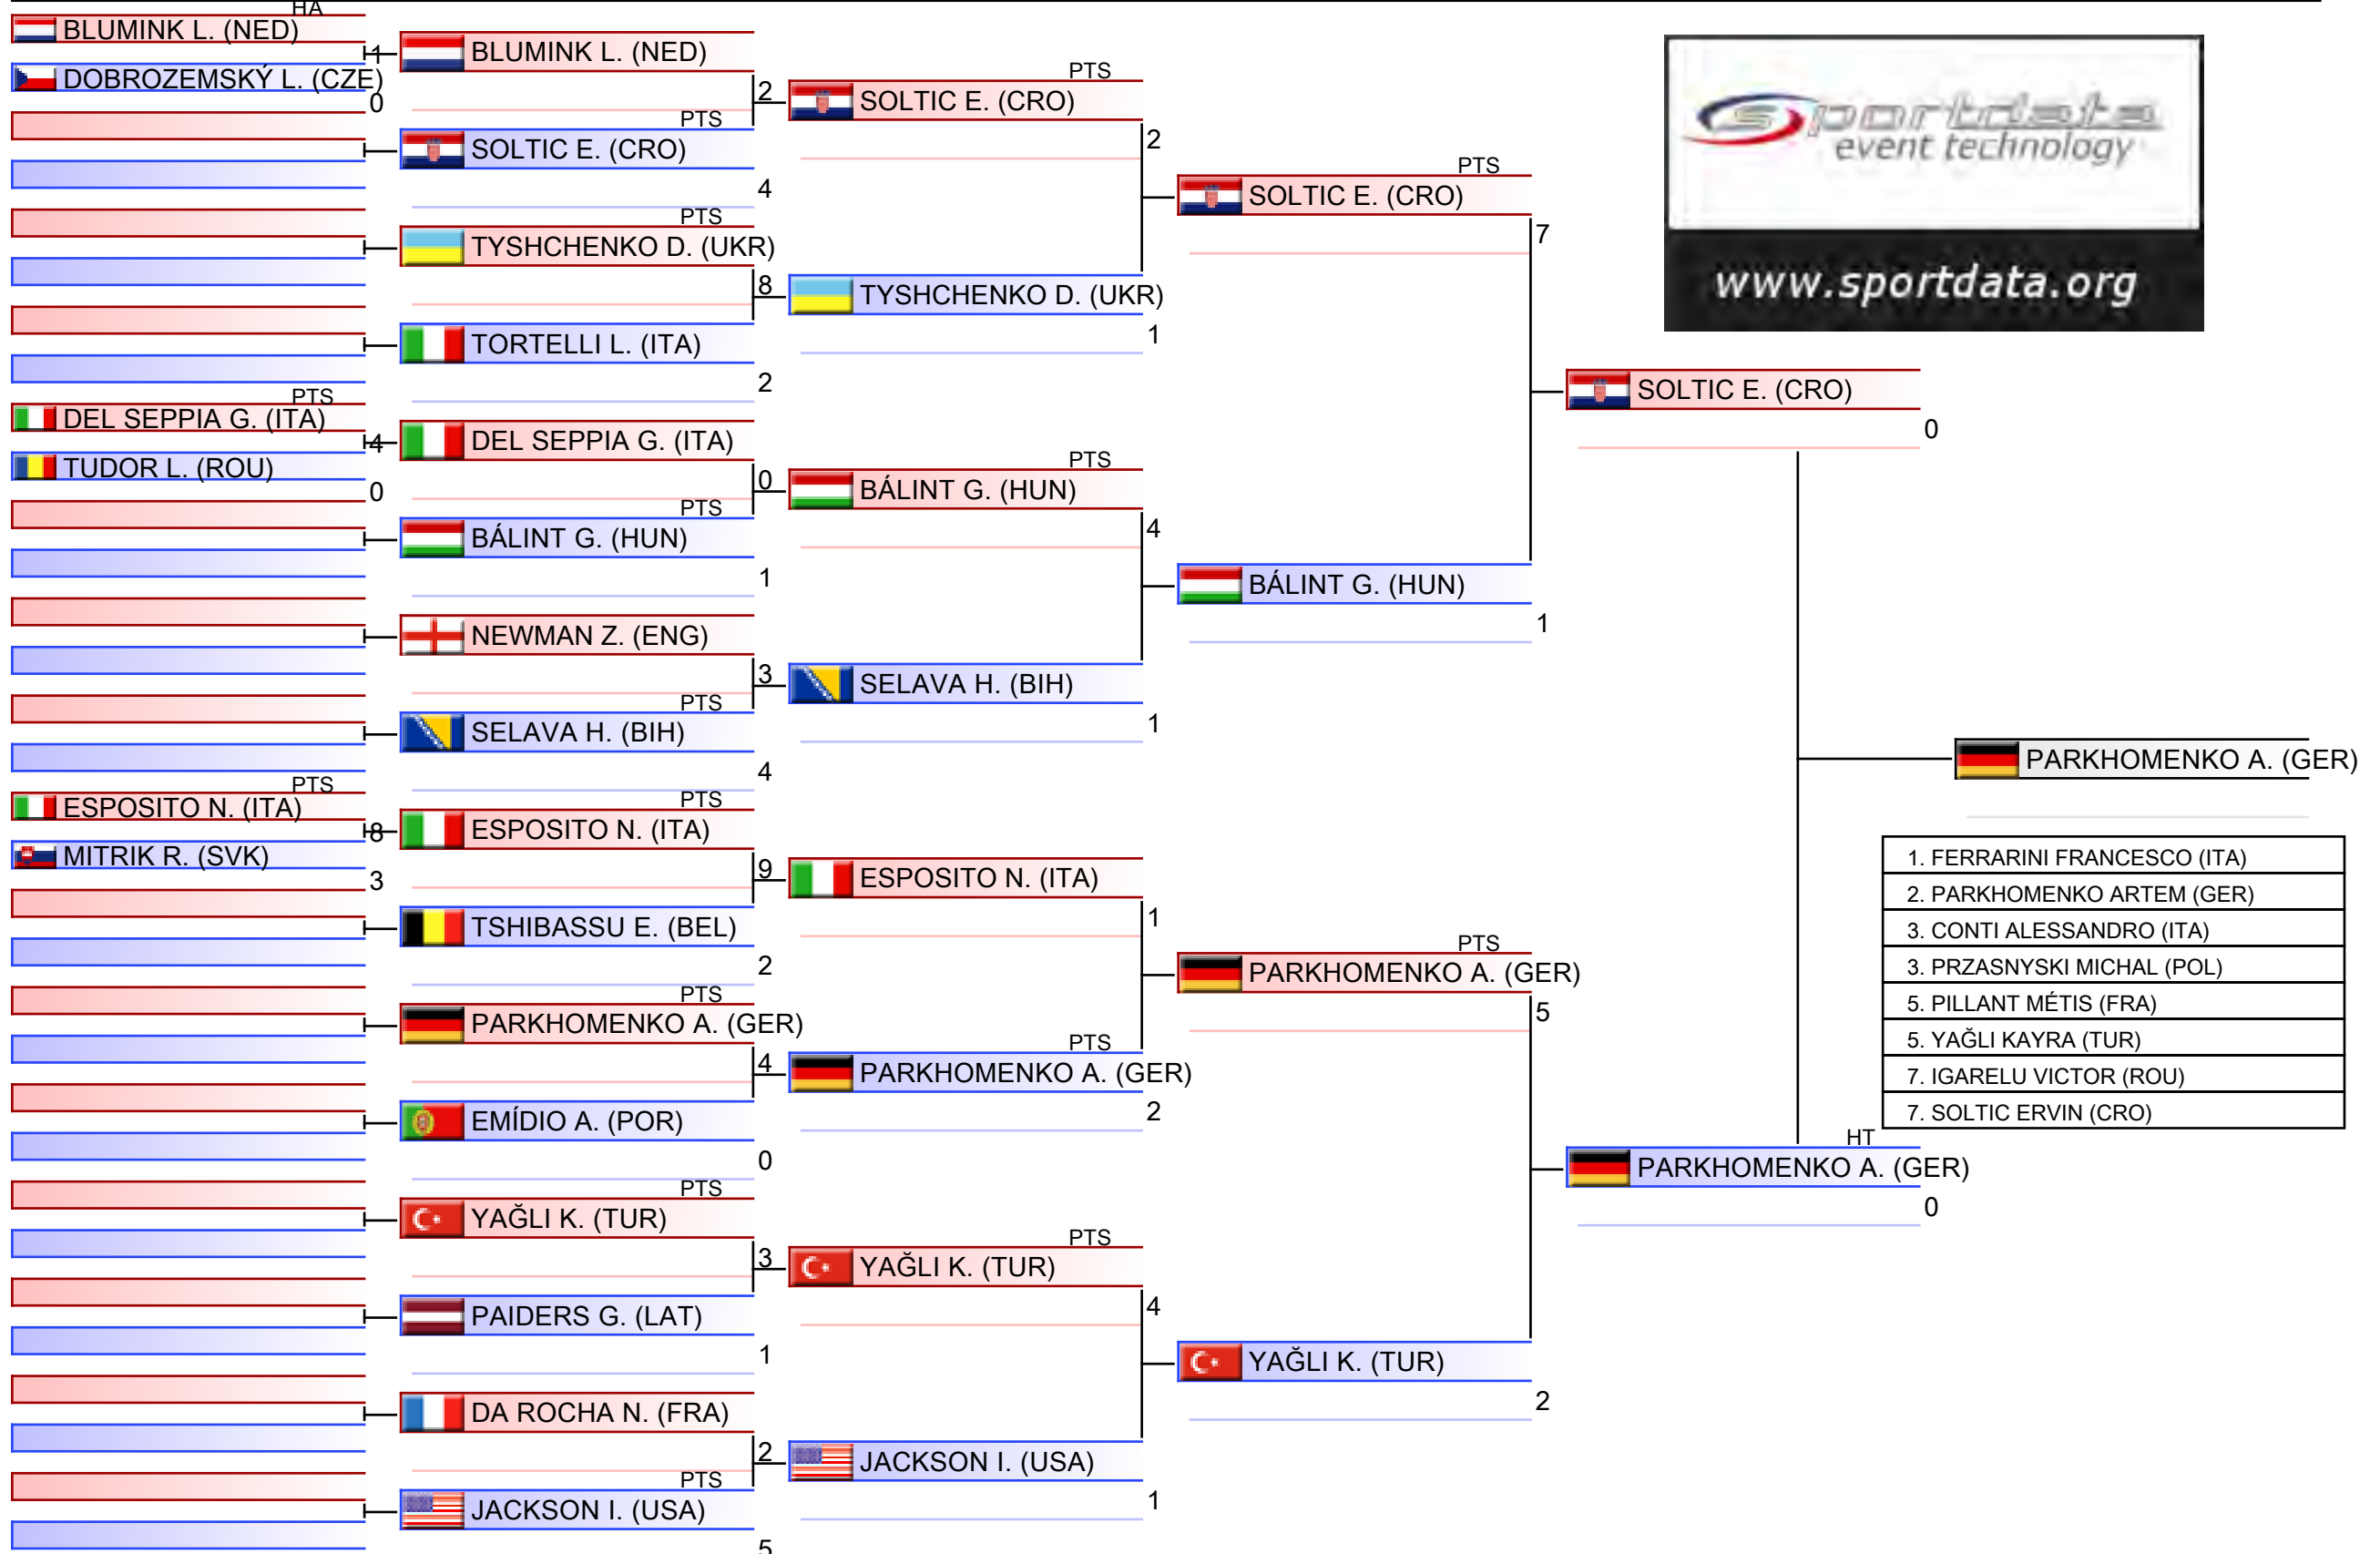 HA
BLUMINK L. (NED)
1
DOBROZEMSKÝ L. (CZE)
0
PTS
DEL SEPPIA G. (ITA)
4
TUDOR L. (ROU)
0
PTS
ESPOSITO N. (ITA)
8
MITRIK R. (SVK)
3
BLUMINK L. (NED)
2
PTS
SOLTIC E. (CRO)
4
PTS
TYSHCHENKO D. (UKR)
8
TORTELLI L. (ITA)
2
DEL SEPPIA G. (ITA)
0
PTS
BÁLINT G. (HUN)
1
NEWMAN Z. (ENG)
3
PTS
SELAVA H. (BIH)
4
PTS
ESPOSITO N. (ITA)
9
TSHIBASSU E. (BEL)
2
PTS
PARKHOMENKO A. (GER)
4
EMÍDIO A. (POR)
0
PTS
YAĞLI K. (TUR)
3
PAIDERS G. (LAT)
1
DA ROCHA N. (FRA)
2
PTS
JACKSON I. (USA)
5
PTS
SOLTIC E. (CRO)
2
TYSHCHENKO D. (UKR)
1
PTS
BÁLINT G. (HUN)
4
SELAVA H. (BIH)
1
ESPOSITO N. (ITA)
1
PTS
PARKHOMENKO A. (GER)
2
PTS
YAĞLI K. (TUR)
4
JACKSON I. (USA)
1
PTS
SOLTIC E. (CRO)
7
BÁLINT G. (HUN)
1
PTS
PARKHOMENKO A. (GER)
5
YAĞLI K. (TUR)
2
SOLTIC E. (CRO)
0
HT
PARKHOMENKO A. (GER)
0
PARKHOMENKO A. (GER)
sportdata
event technology
www.sportdata.org
1. FERRARINI FRANCESCO (ITA)
2. PARKHOMENKO ARTEM (GER)
3. CONTI ALESSANDRO (ITA)
3. PRZASNYSKI MICHAL (POL)
5. PILLANT MÉTIS (FRA)
5. YAĞLI KAYRA (TUR)
7. IGARELU VICTOR (ROU)
7. SOLTIC ERVIN (CRO)